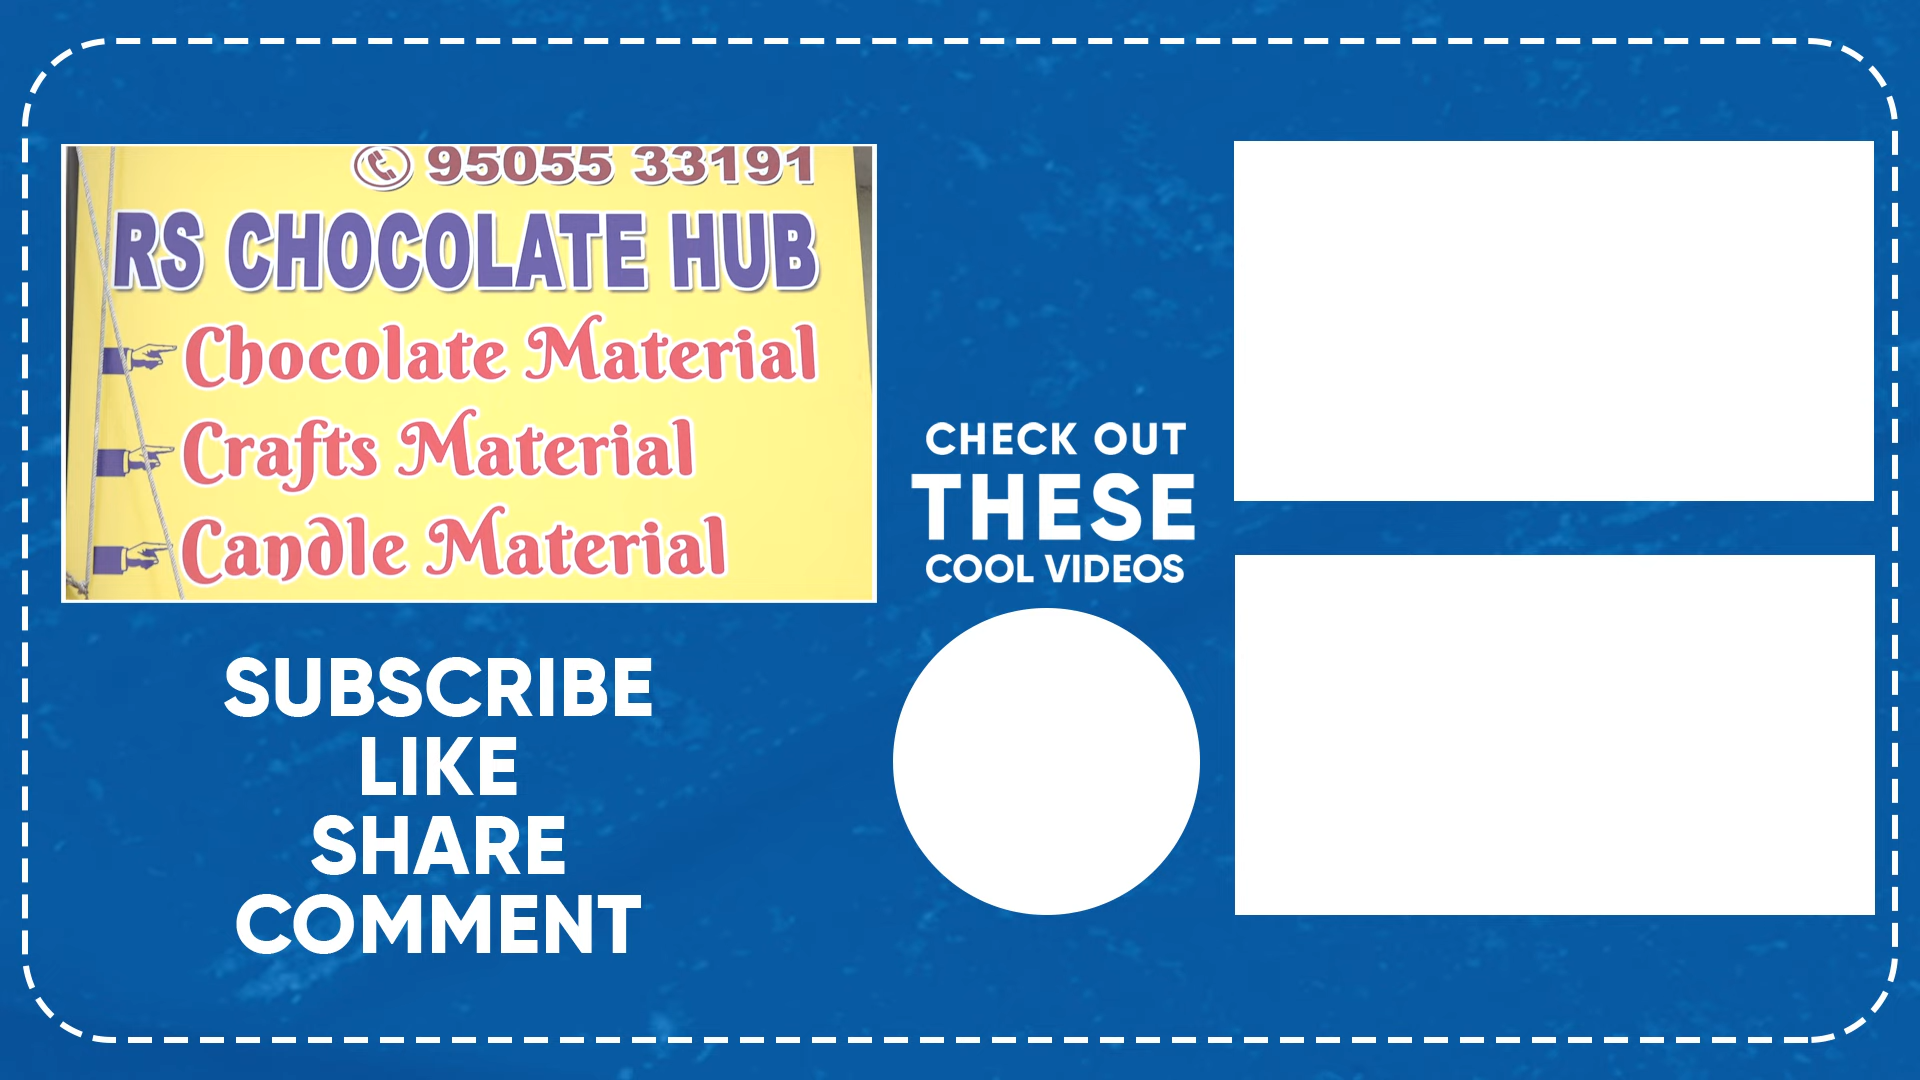 95055 33191
RS CHOCOLATE HUB
Chocolate Material
Crafts Material
Candle Material
CHECK OUT
THESE
COOL VIDEOS
SUBSCRIBE
LIKE
SHARE
COMMENT